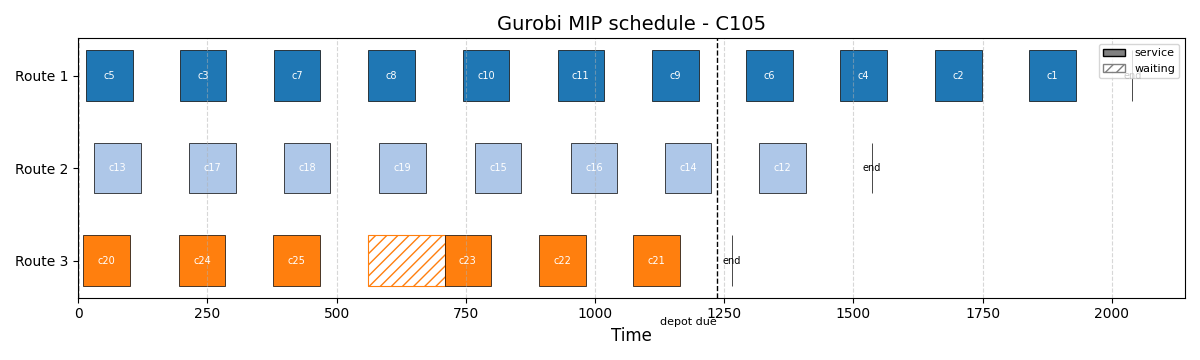 Gurobi MIP schedule - C105
service
waiting
Route 1
c5 c3 c7 c8 c10 c11 c9 c6 c4 c2 c1 end
Route 2
c13 c17 c18 c19 c15 c16 c14 c12 end
Route 3
c20 c24 c25 c23 c22 c21 end
0 250 500 750 1000 1250 1500 1750 2000
depot due
Time